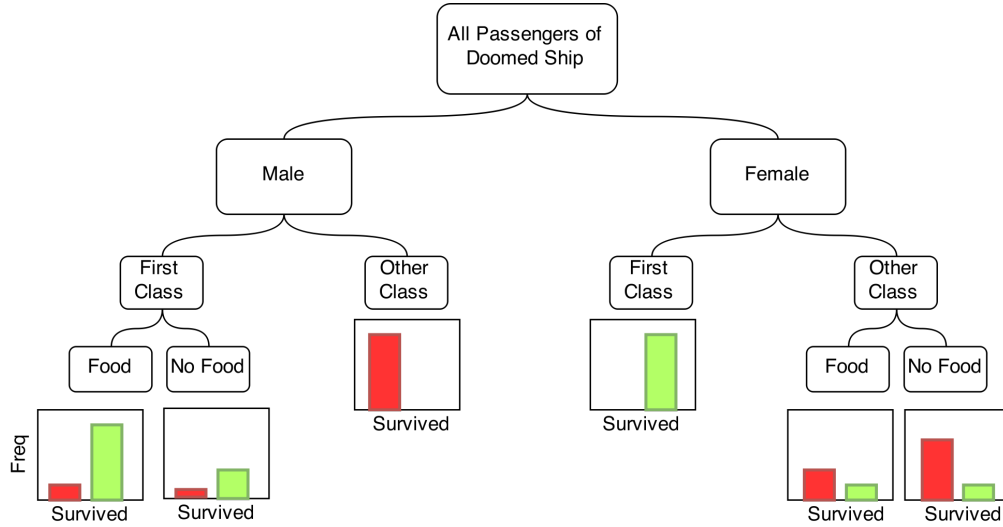 All Passengers of
Doomed Ship
Male
Female
First
Class
Other
Class
First
Class
Other
Class
Food
No Food
Food
No Food
Survived
Survived
Freq
Survived
Survived
Survived
Survived